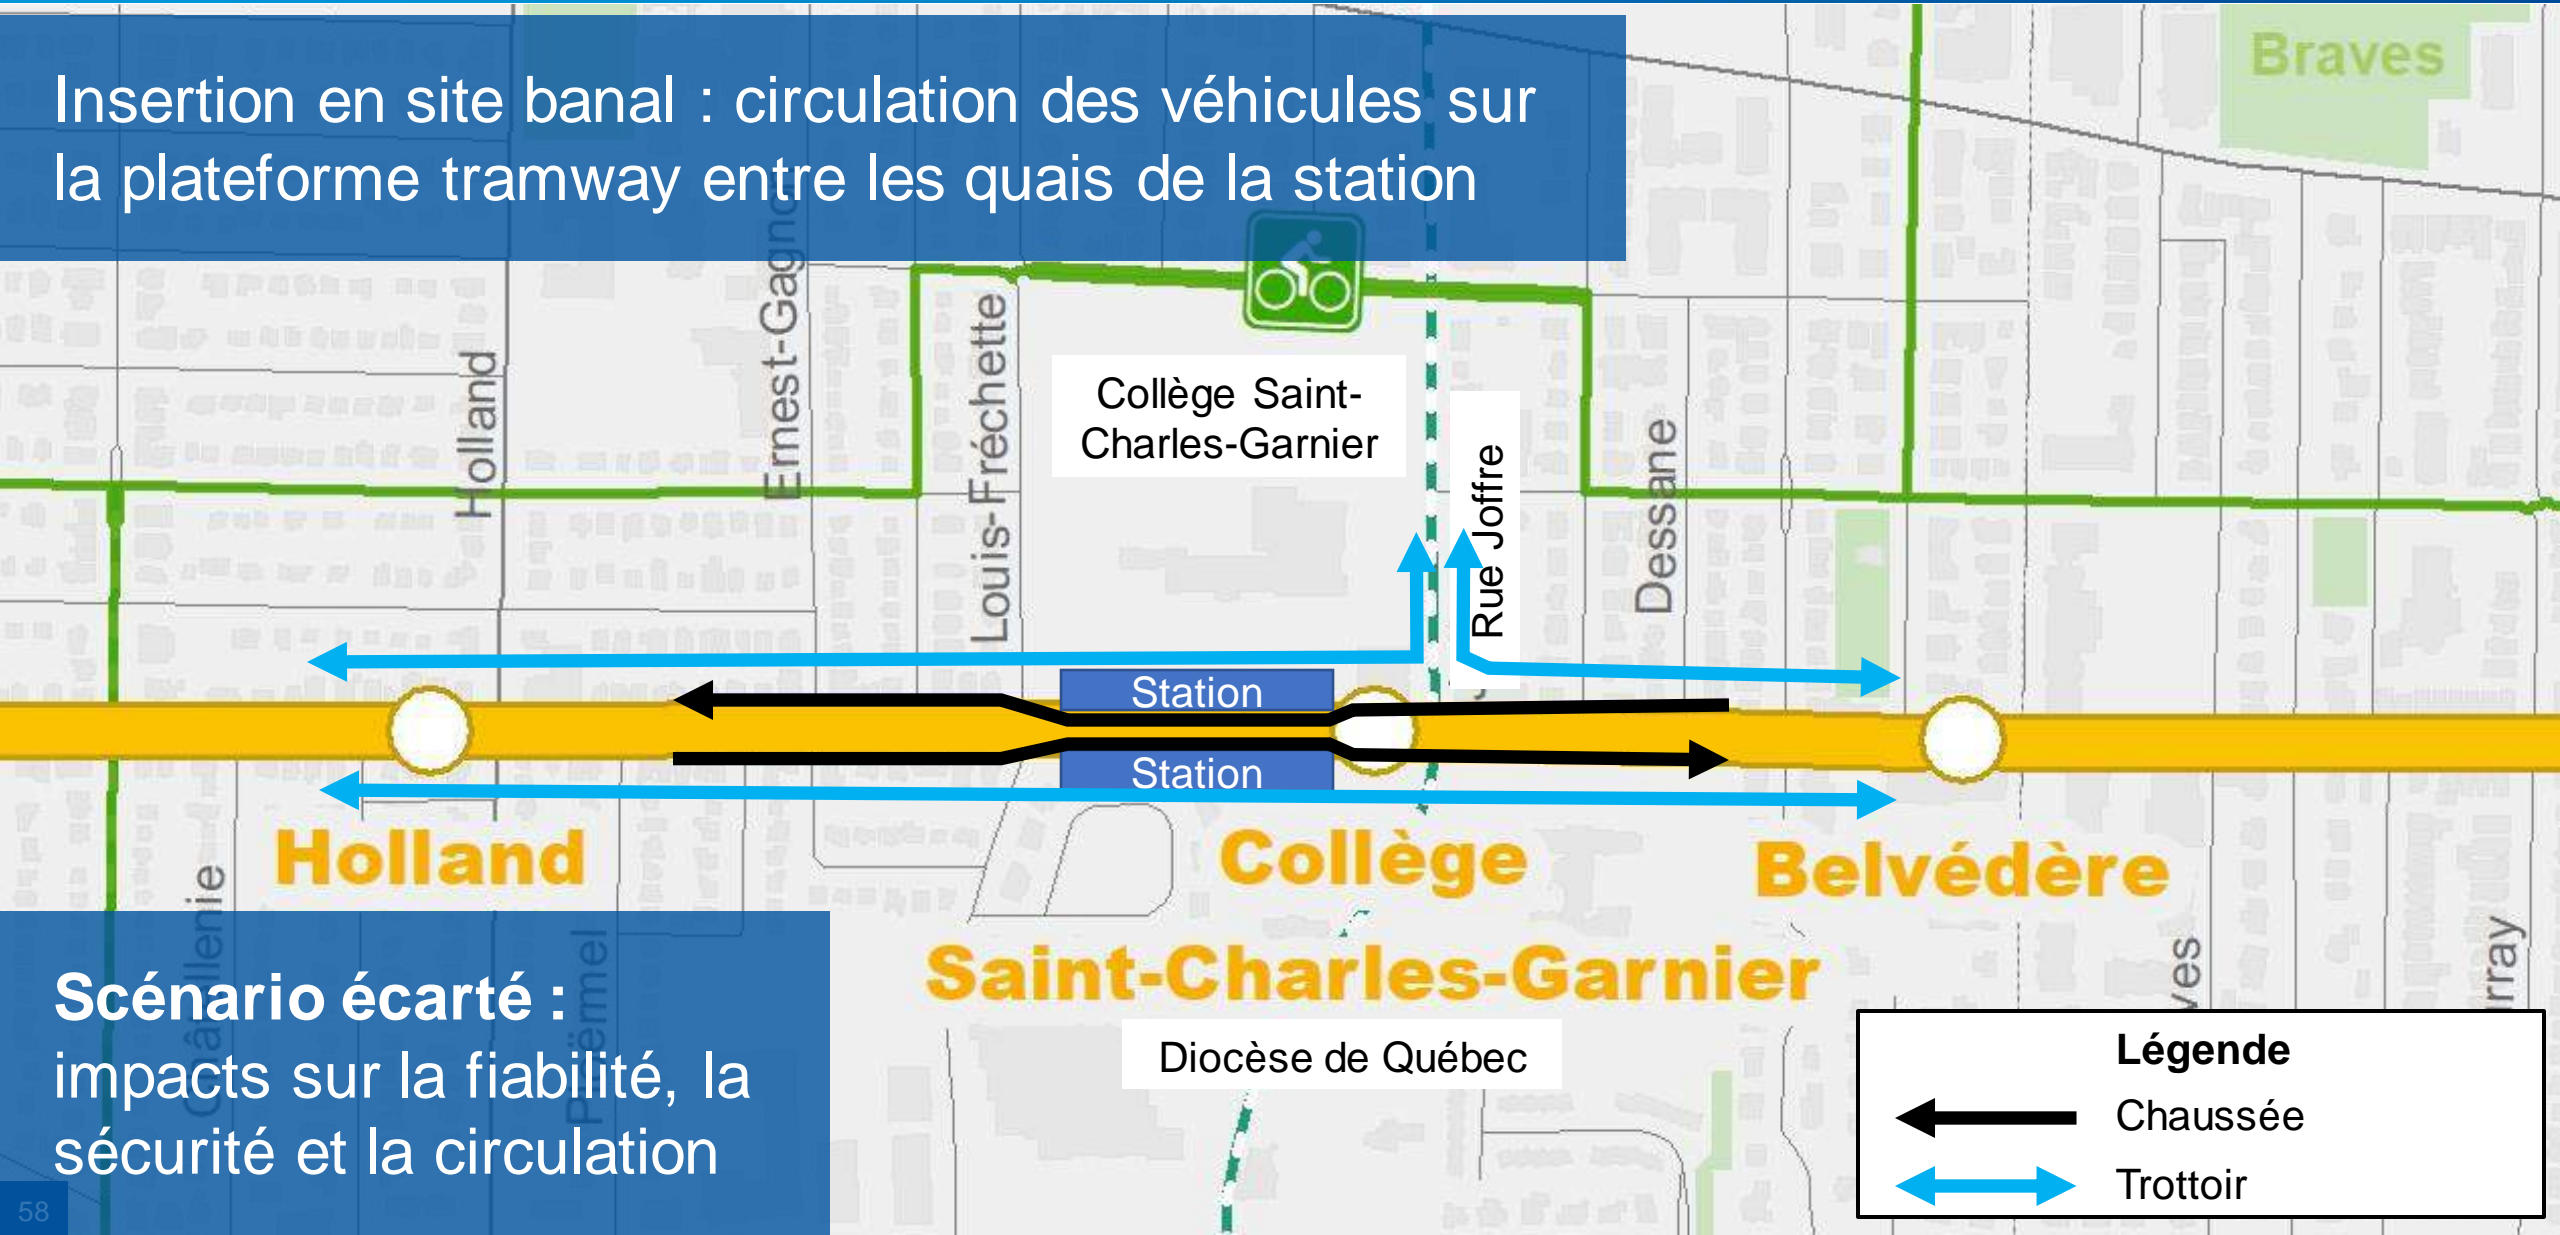 Insertion en site banal : circulation des véhicules sur
la plateforme tramway entre les quais de la station
Braves
Holland
Ernest-Gagnon
Louis-Fréchette
Collège Saint-
Charles-Garnier
Rue Joffre
Dessane
Station
Station
Holland
Collège
Saint-Charles-Garnier
Belvédère
Diocèse de Québec
Scénario écarté :
impacts sur la fiabilité, la
sécurité et la circulation
Légende
Chaussée
Trottoir
58